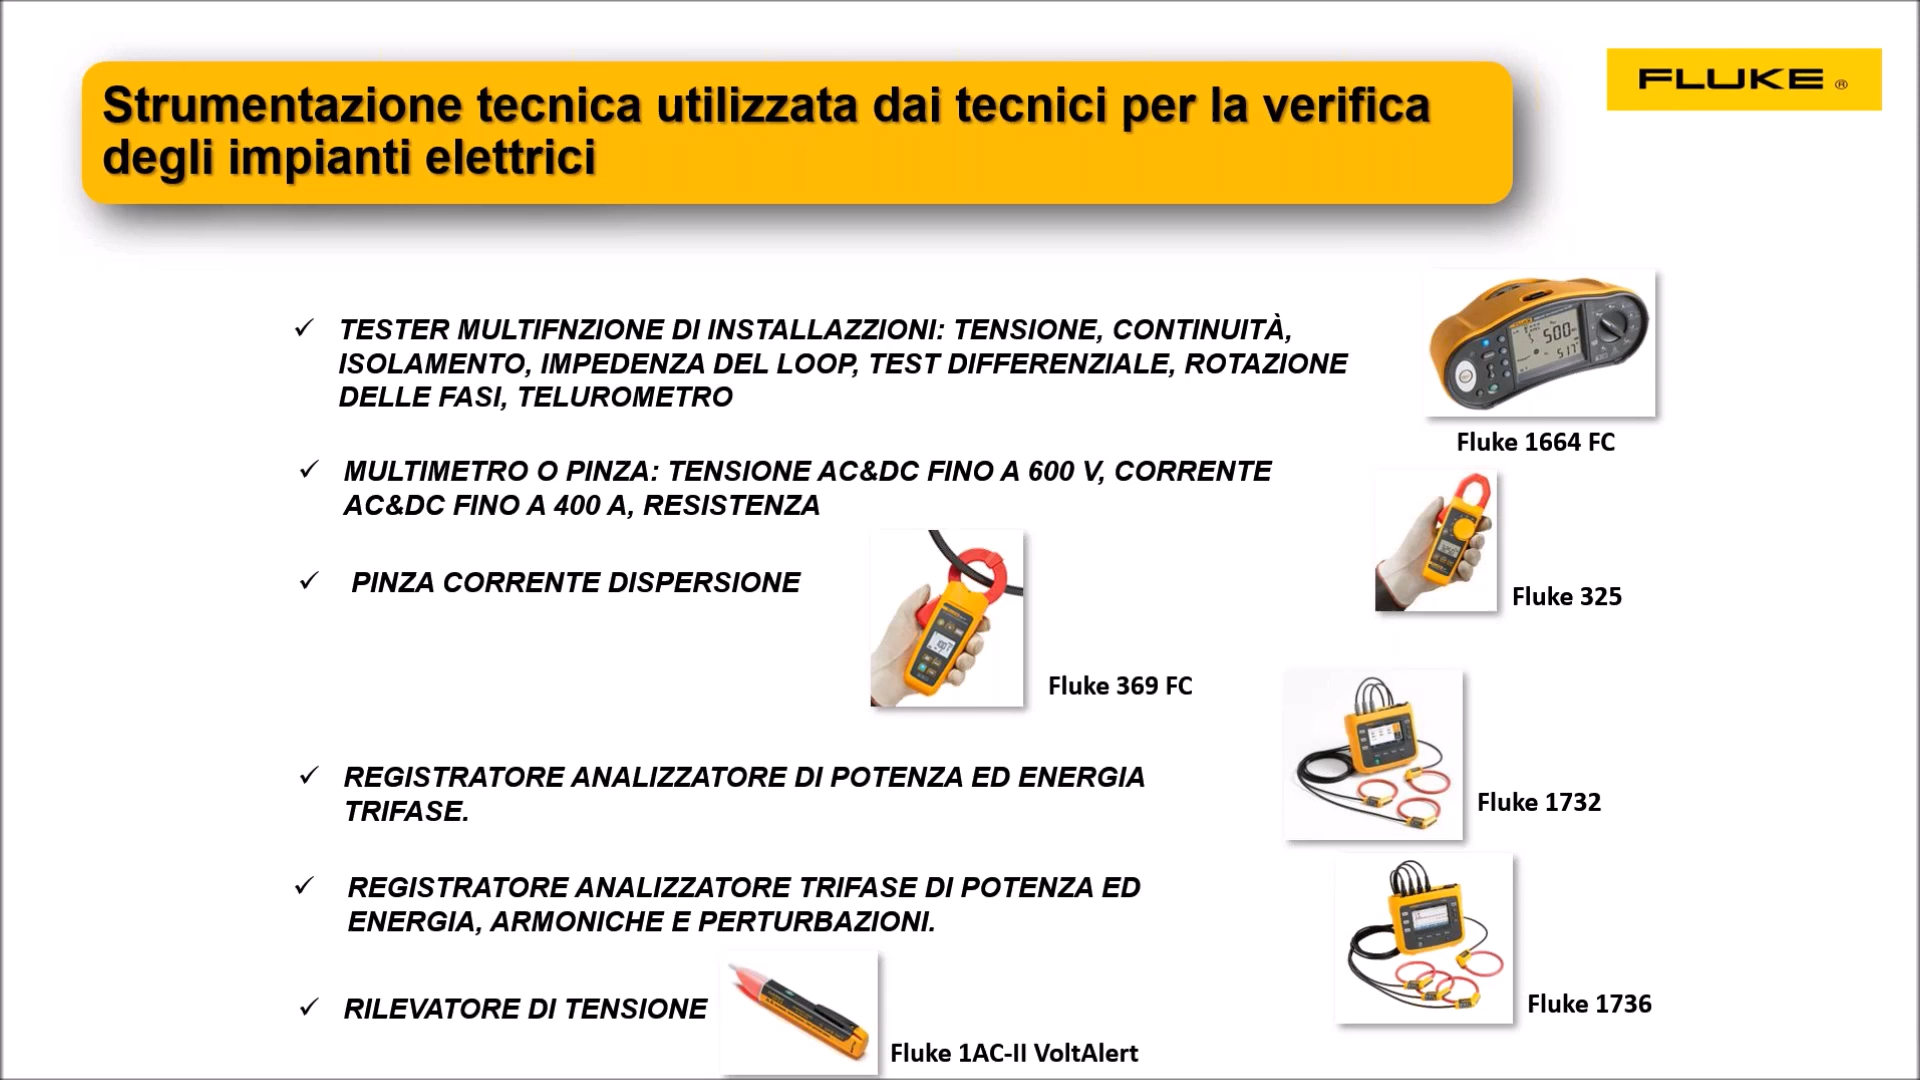 Strumentazione tecnica utilizzata dai tecnici per la verifica
degli impianti elettrici
FLUKE ®
✓ TESTER MULTIFNZIONE DI INSTALLAZZIONI: TENSIONE, CONTINUITÀ,
ISOLAMENTO, IMPEDENZA DEL LOOP, TEST DIFFERENZIALE, ROTAZIONE
DELLE FASI, TELUROMETRO
Fluke 1664 FC
✓ MULTIMETRO O PINZA: TENSIONE AC&DC FINO A 600 V, CORRENTE
AC&DC FINO A 400 A, RESISTENZA
Fluke 325
✓ PINZA CORRENTE DISPERSIONE
Fluke 369 FC
✓ REGISTRATORE ANALIZZATORE DI POTENZA ED ENERGIA
TRIFASE.
Fluke 1732
✓ REGISTRATORE ANALIZZATORE TRIFASE DI POTENZA ED
ENERGIA, ARMONICHE E PERTURBAZIONI.
Fluke 1736
✓ RILEVATORE DI TENSIONE
Fluke 1AC-II VoltAlert